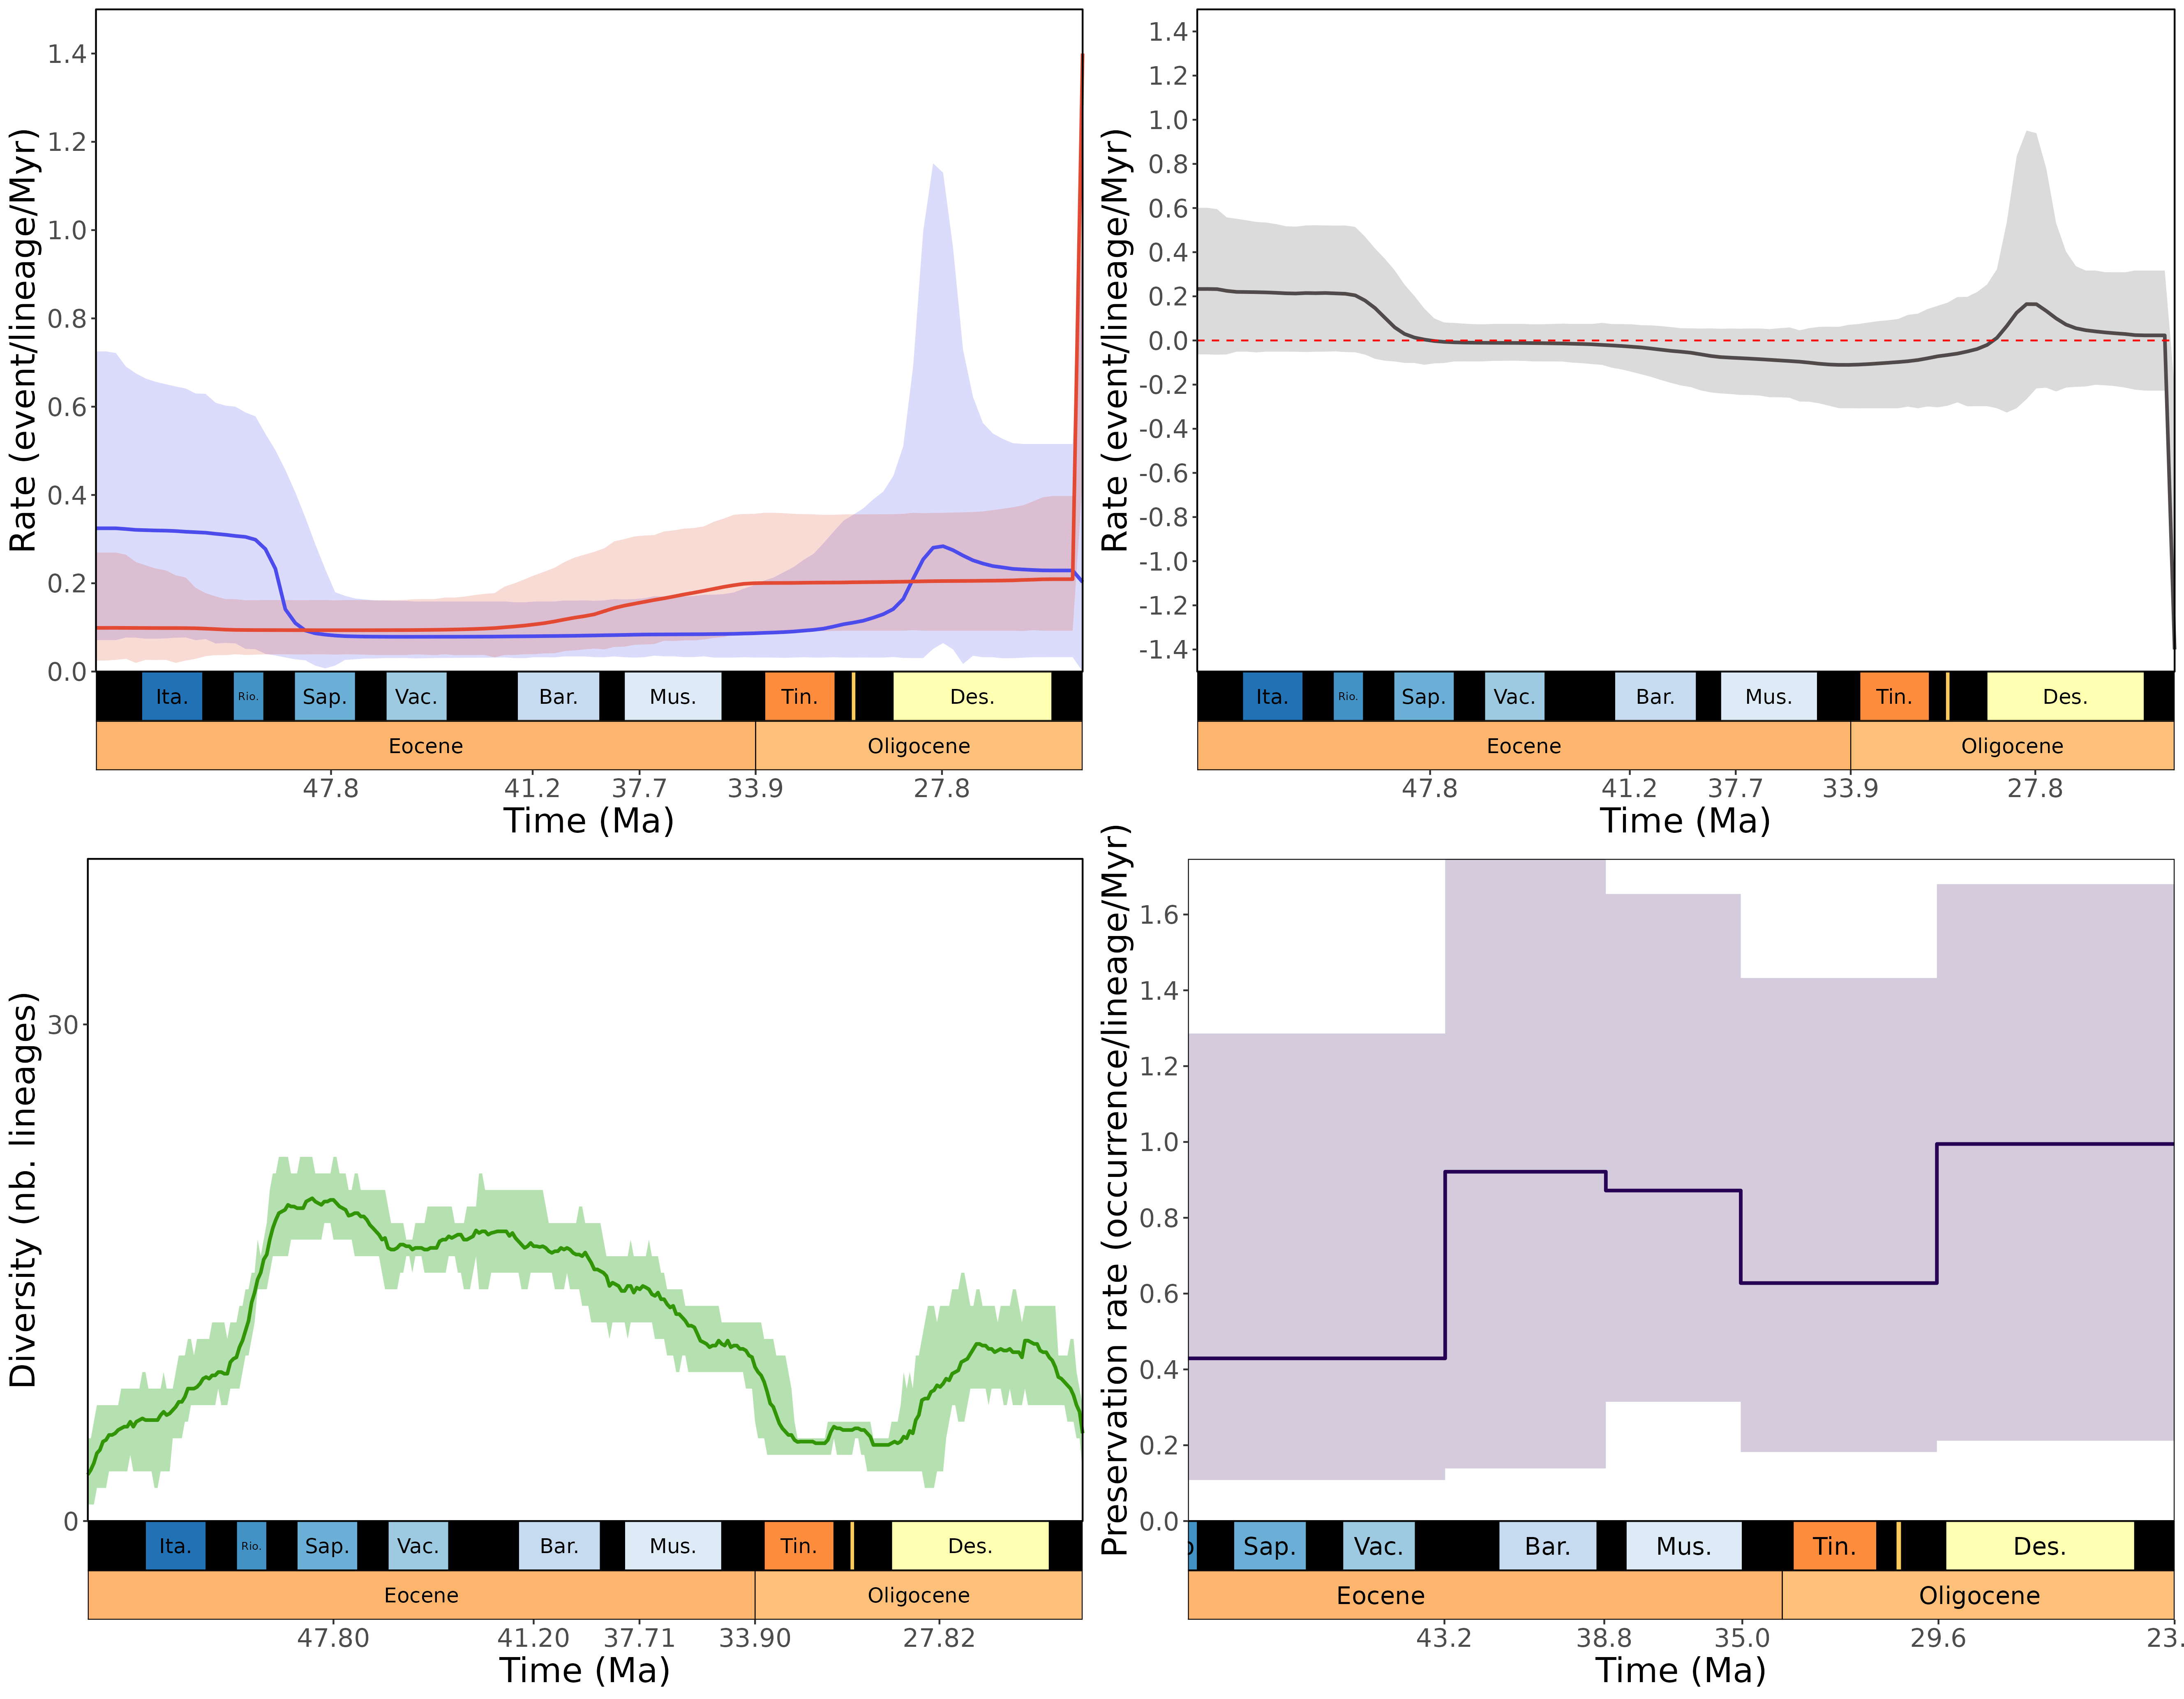 Rate (event/lineage/Myr)
1.4
1.2
1.0
0.8
0.6
0.4
0.2
0.0
Ita. Rio. Sap. Vac. Bar. Mus. Tin. Des.
Eocene Oligocene
47.8 41.2 37.7 33.9 27.8
Time (Ma)
Rate (event/lineage/Myr)
1.4
1.2
1.0
0.8
0.6
0.4
0.2
0.0
-0.2
-0.4
-0.6
-0.8
-1.0
-1.2
-1.4
Ita. Rio. Sap. Vac. Bar. Mus. Tin. Des.
Eocene Oligocene
47.8 41.2 37.7 33.9 27.8
Time (Ma)
Diversity (nb. lineages)
30
0
Ita. Rio. Sap. Vac. Bar. Mus. Tin. Des.
Eocene Oligocene
47.80 41.20 37.71 33.90 27.82
Time (Ma)
Preservation rate (occurrence/lineage/Myr)
1.6
1.4
1.2
1.0
0.8
0.6
0.4
0.2
0.0
Sap. Vac. Bar. Mus. Tin. Des.
Eocene Oligocene
43.2 38.8 35.0 29.6 23.
Time (Ma)